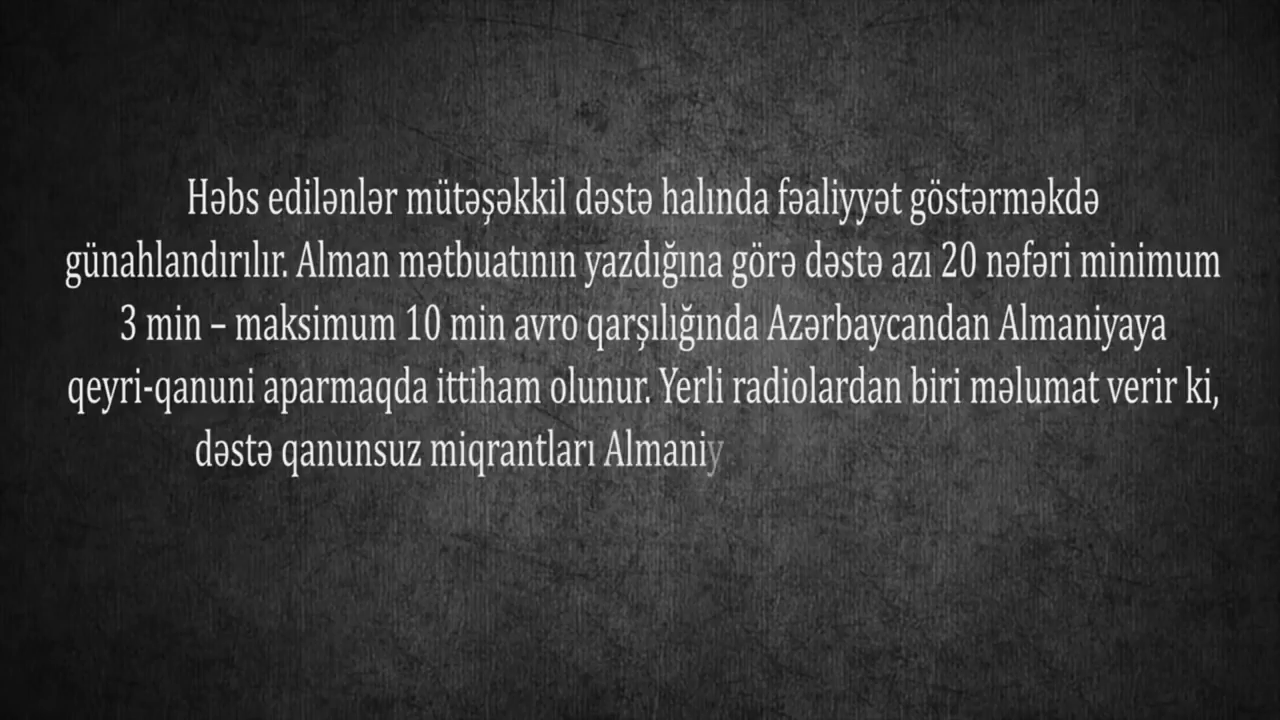 Həbs edilənlər mütəşəkkil dəstə halında fəaliyyət göstərməkdə
günahlandırılır. Alman mətbuatının yazdığına görə dəstə azı 20 nəfəri minimum
3 min – maksimum 10 min avro qarşılığında Azərbaycandan Almaniyaya
qeyri-qanuni aparmaqda ittiham olunur. Yerli radiolardan biri məlumat verir ki,
dəstə qanunsuz miqrantları Almaniy